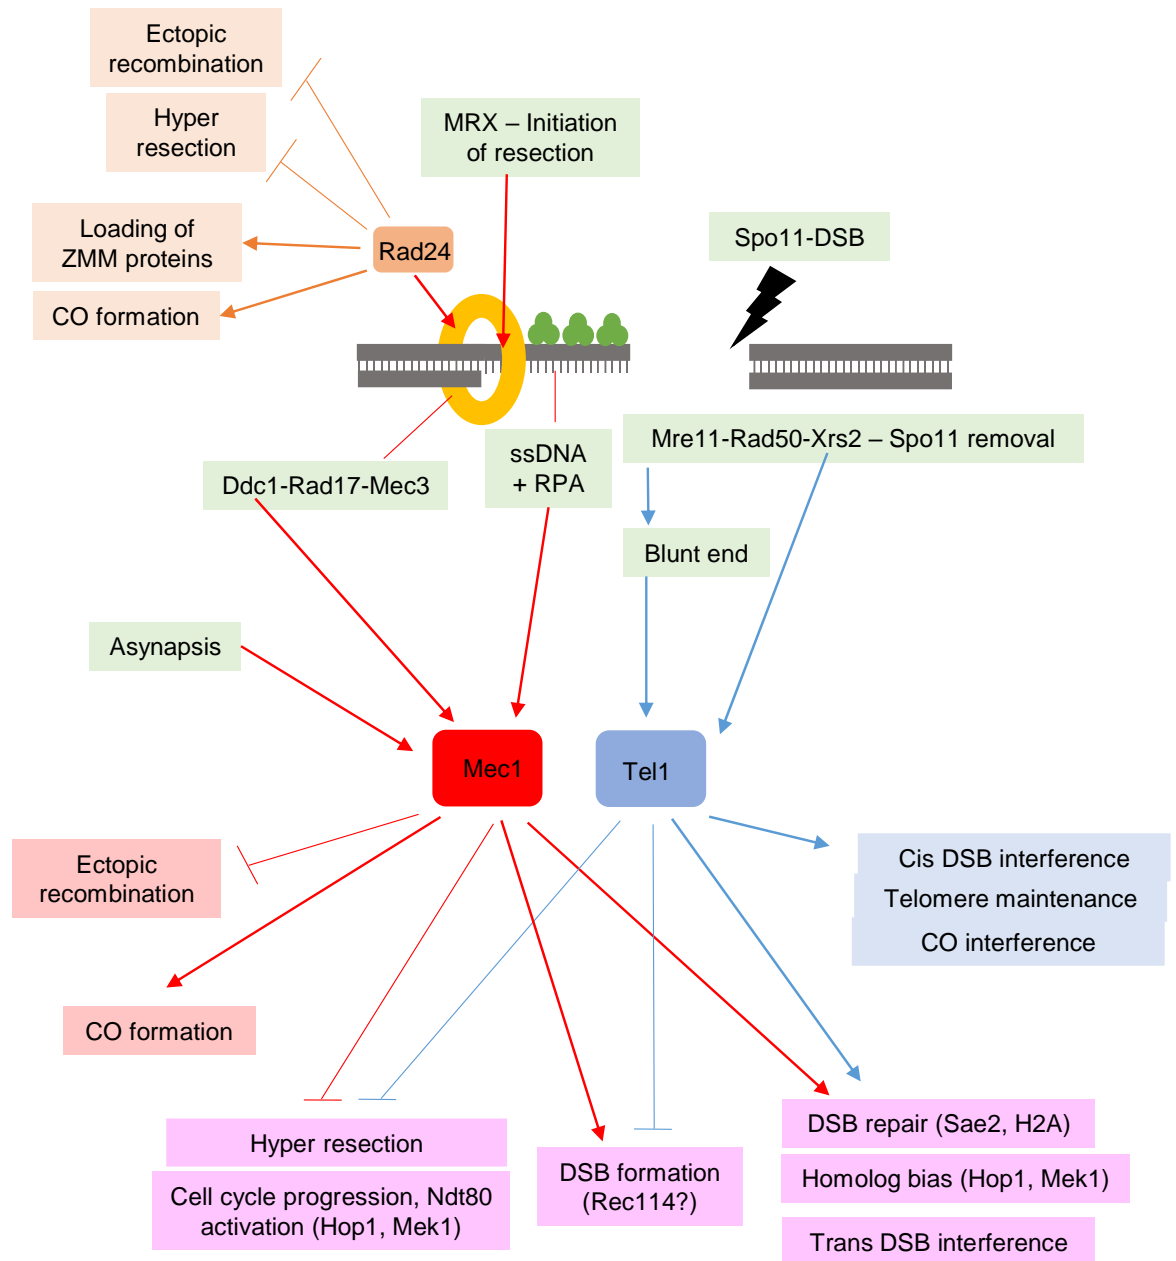 Ectopic
recombination
Hyper
resection
MRX – Initiation
of resection
Loading of
ZMM proteins
Rad24
Spo11-DSB
CO formation
ssDNA
+ RPA
Mre11-Rad50-Xrs2 – Spo11 removal
Ddc1-Rad17-Mec3
Blunt end
Asynapsis
Mec1
Tel1
Ectopic
recombination
Cis DSB interference
Telomere maintenance
CO interference
CO formation
Hyper resection
Cell cycle progression, Ndt80
activation (Hop1, Mek1)
DSB formation
(Rec114?)
DSB repair (Sae2, H2A)
Homolog bias (Hop1, Mek1)
Trans DSB interference